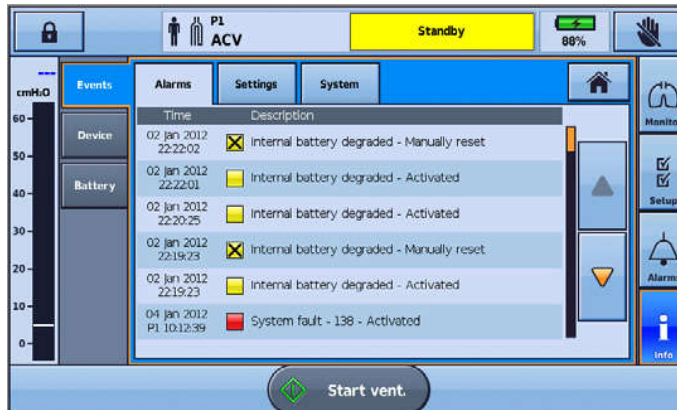 P1
ACV
Standby
88%
---
cmH₂O
60
50
40
30
20
10
0
Events
Device
Battery
Alarms
Settings
System
Time Description
02 Jan 2012
22:22:02
Internal battery degraded - Manually reset
02 Jan 2012
22:22:01
Internal battery degraded - Activated
02 Jan 2012
22:20:25
Internal battery degraded - Activated
02 Jan 2012
22:19:23
Internal battery degraded - Manually reset
02 Jan 2012
22:19:23
Internal battery degraded - Activated
04 Jan 2012
P1 10:12:39
System fault - 138 - Activated
Monito
Setup
Alarms
Info
Start vent.